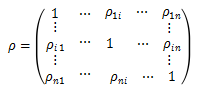 ρ = ( 1 ⋯ ρ1i ⋯ ρ1n
⋮ ⋮
ρi1 ⋯ 1 ⋯ ρin
⋮ ⋮
ρn1 ⋯ ρni ⋯ 1 )